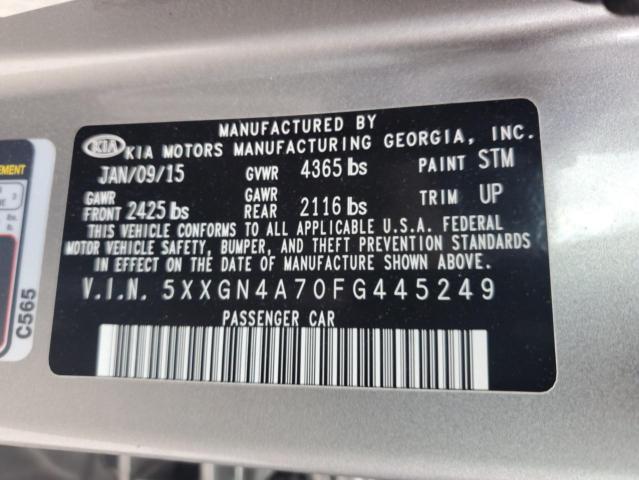 MANUFACTURED BY
KIA KIA MOTORS MANUFACTURING GEORGIA, INC.
JAN/09/15 GVWR 4365 lbs PAINT STM
GAWR FRONT 2425 lbs GAWR REAR 2116 lbs TRIM UP
THIS VEHICLE CONFORMS TO ALL APPLICABLE U.S.A. FEDERAL
MOTOR VEHICLE SAFETY, BUMPER, AND THEFT PREVENTION STANDARDS
IN EFFECT ON THE DATE OF MANUFACTURE SHOWN ABOVE.
V.I.N. 5XXGN4A70FG445249
PASSENGER CAR
C565